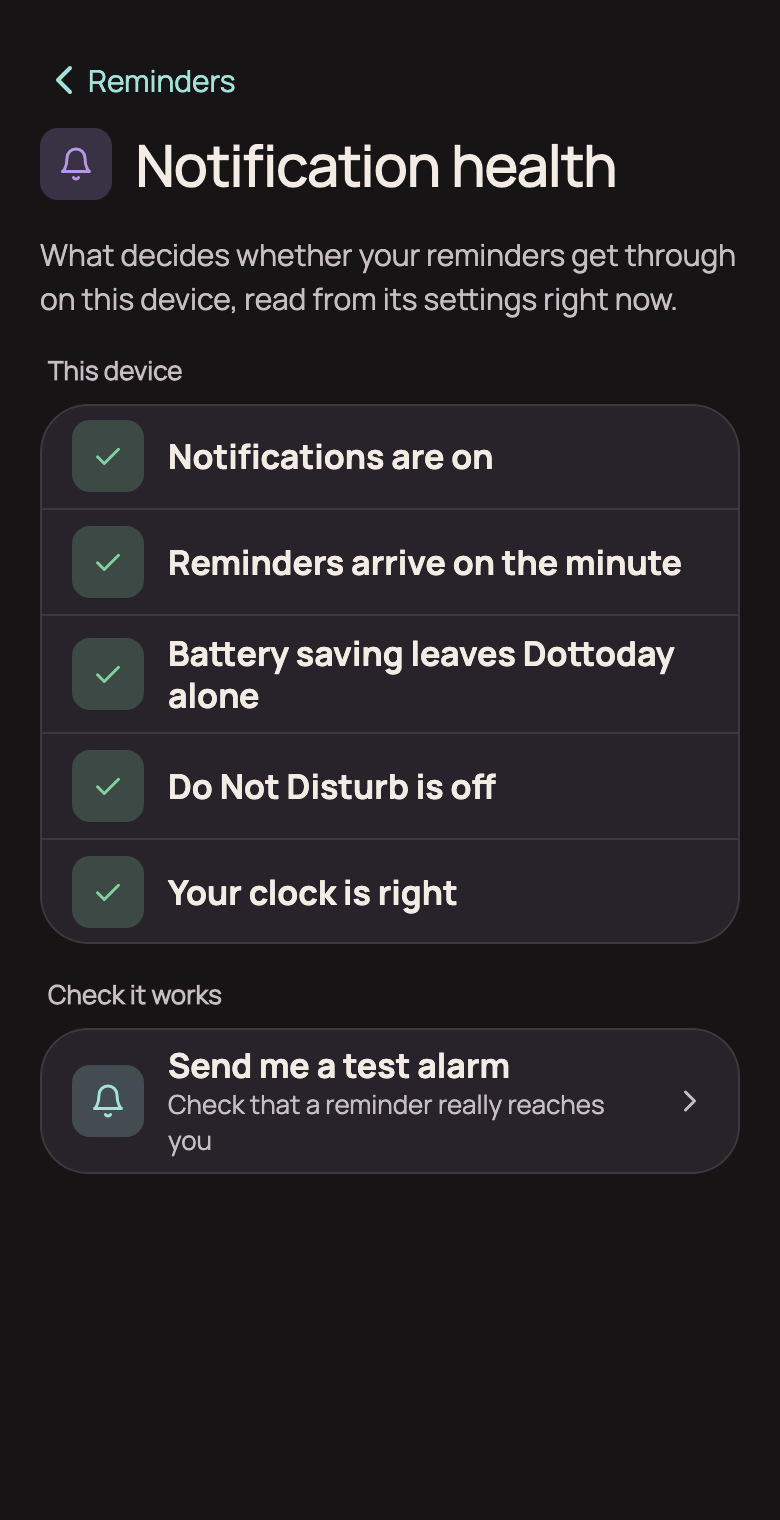 Reminders
Notification health
What decides whether your reminders get through
on this device, read from its settings right now.
This device
Notifications are on
Reminders arrive on the minute
Battery saving leaves Dottoday
alone
Do Not Disturb is off
Your clock is right
Check it works
Send me a test alarm
Check that a reminder really reaches
you